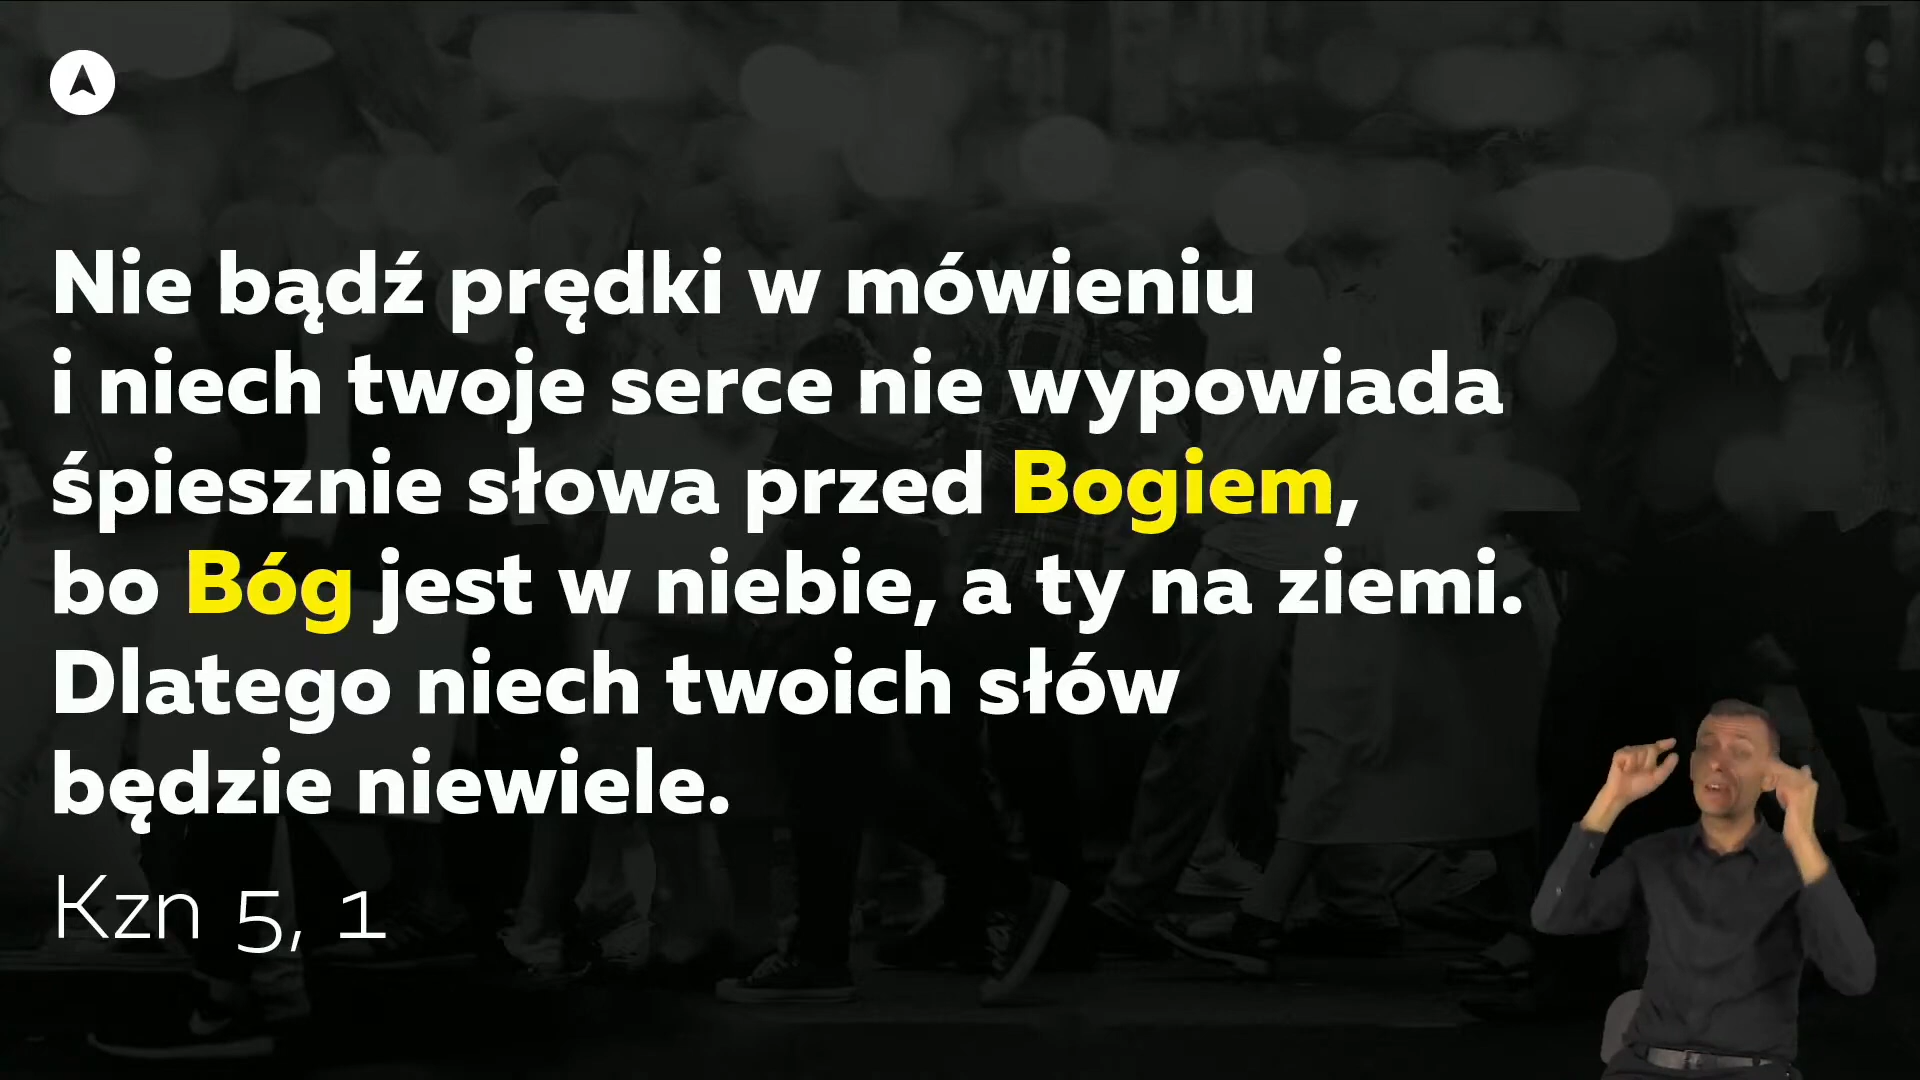 Nie bądź prędki w mówieniu
i niech twoje serce nie wypowiada
śpiesznie słowa przed Bogiem,
bo Bóg jest w niebie, a ty na ziemi.
Dlatego niech twoich słów
będzie niewiele.
Kzn 5, 1